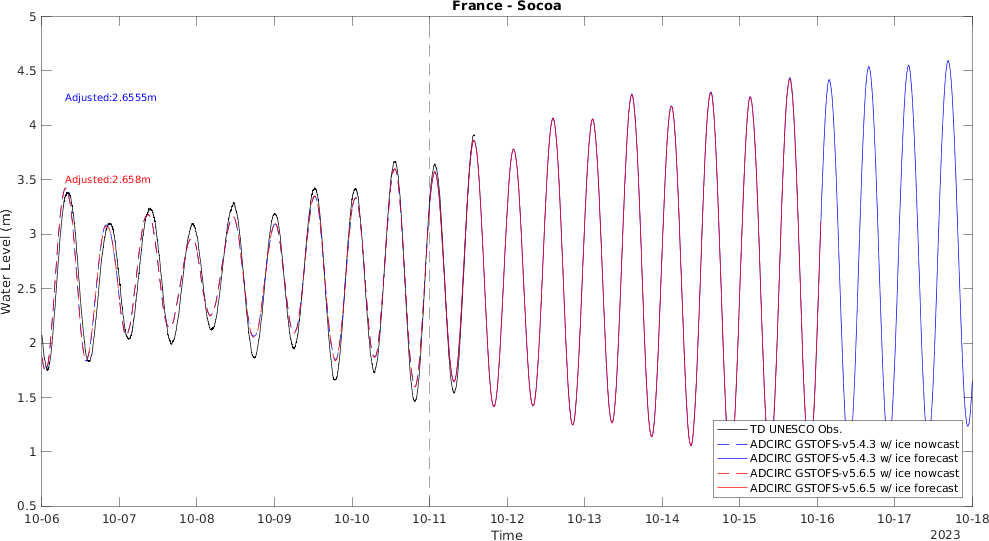 France - Socoa
5
4.5
4
3.5
3
2.5
2
1.5
1
0.5
Water Level (m)
Adjusted:2.6555m
Adjusted:2.658m
TD UNESCO Obs.
ADCIRC GSTOFS-v5.4.3 w/ ice nowcast
ADCIRC GSTOFS-v5.4.3 w/ ice forecast
ADCIRC GSTOFS-v5.6.5 w/ ice nowcast
ADCIRC GSTOFS-v5.6.5 w/ ice forecast
10-06 10-07 10-08 10-09 10-10 10-11 10-12 10-13 10-14 10-15 10-16 10-17 10-18
Time
2023